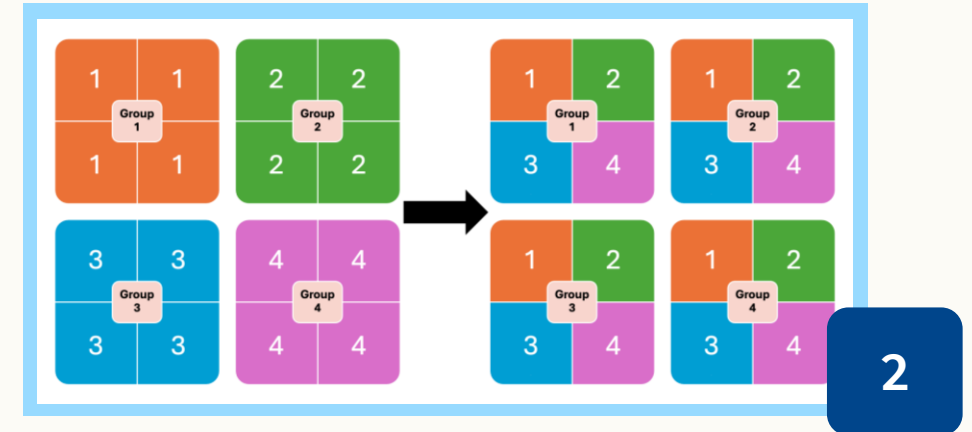 1 1 2 2 1 2 1 2
Group 1
Group 2
Group 1
Group 2
1 1 2 2 3 4 3 4
3 3 4 4 1 2 1 2
Group 3
Group 4
Group 3
Group 4
3 3 4 4 3 4 3 4
2